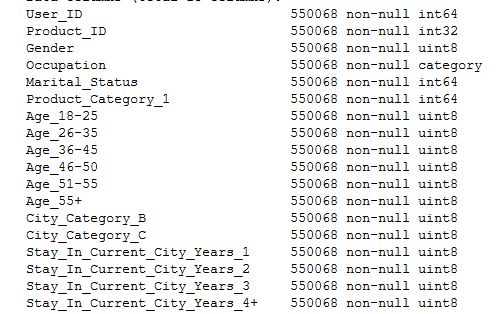 User_ID 550068 non-null int64
Product_ID 550068 non-null int32
Gender 550068 non-null uint8
Occupation 550068 non-null category
Marital_Status 550068 non-null int64
Product_Category_1 550068 non-null int64
Age_18-25 550068 non-null uint8
Age_26-35 550068 non-null uint8
Age_36-45 550068 non-null uint8
Age_46-50 550068 non-null uint8
Age_51-55 550068 non-null uint8
Age_55+ 550068 non-null uint8
City_Category_B 550068 non-null uint8
City_Category_C 550068 non-null uint8
Stay_In_Current_City_Years_1 550068 non-null uint8
Stay_In_Current_City_Years_2 550068 non-null uint8
Stay_In_Current_City_Years_3 550068 non-null uint8
Stay_In_Current_City_Years_4+ 550068 non-null uint8